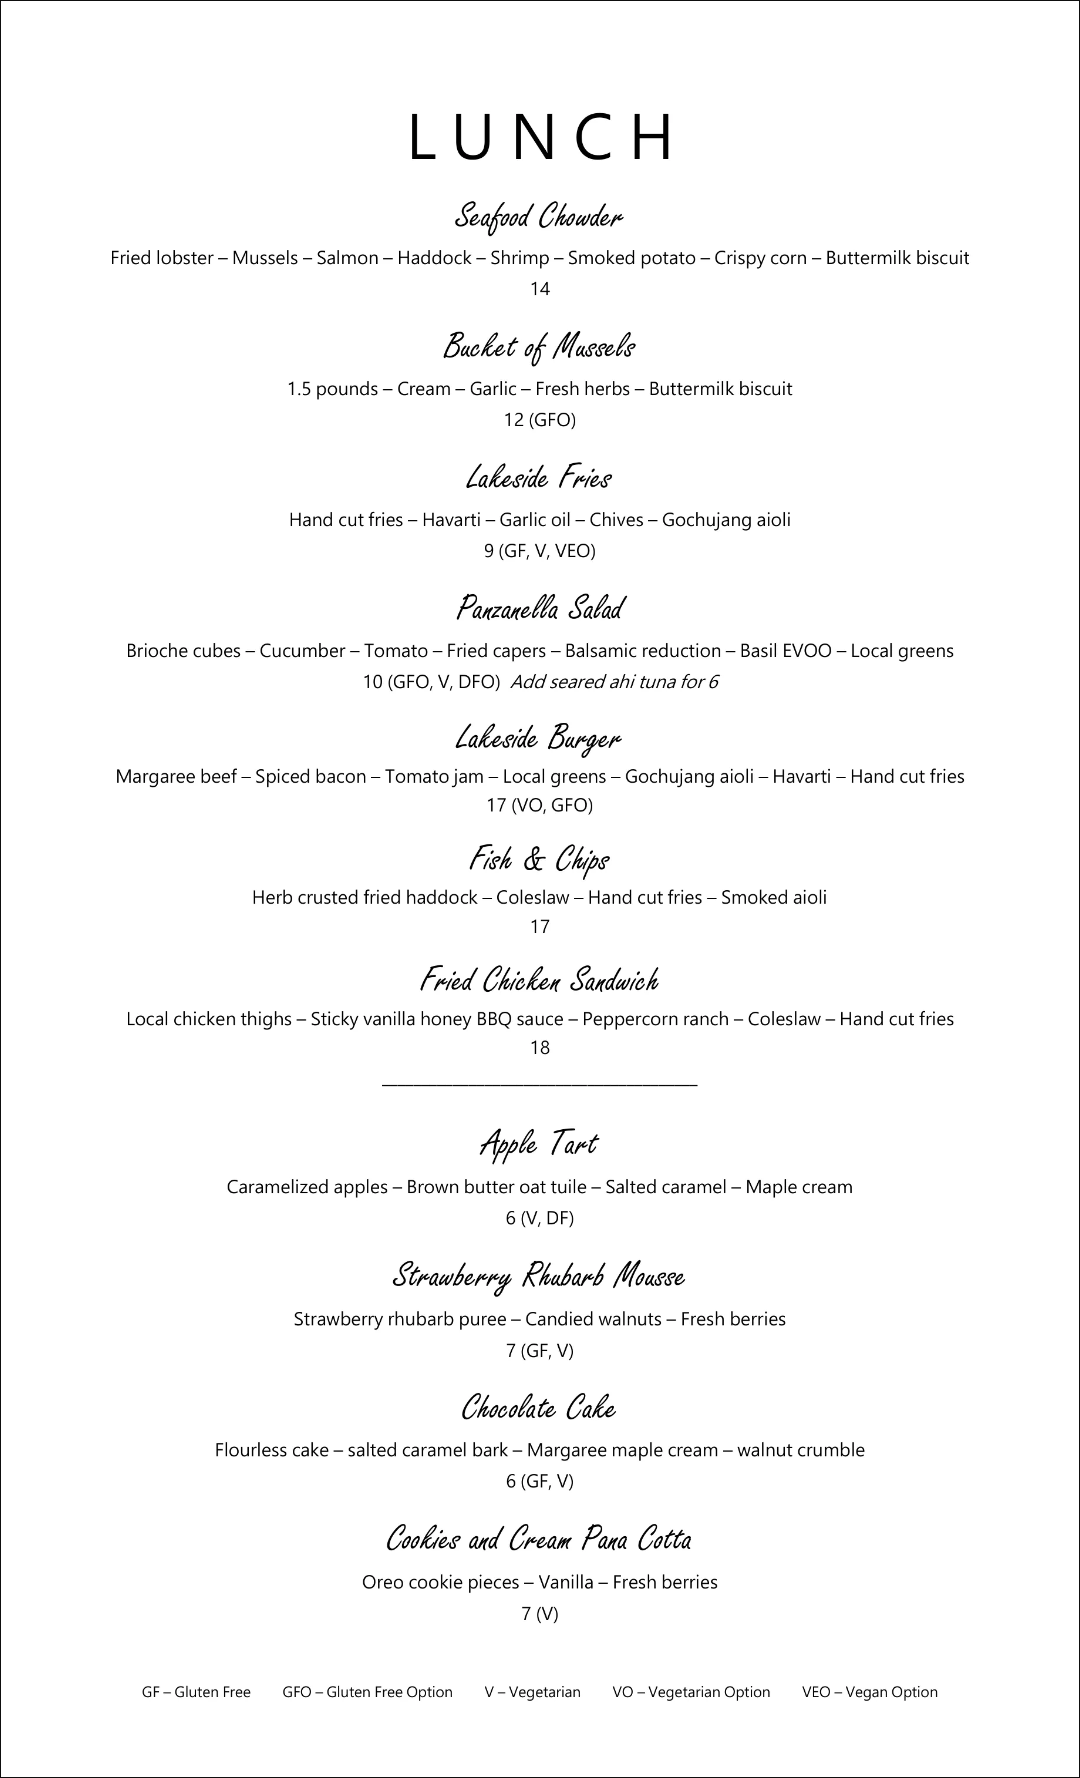 LUNCH
Seafood Chowder
Fried lobster – Mussels – Salmon – Haddock – Shrimp – Smoked potato – Crispy corn – Buttermilk biscuit
14
Bucket of Mussels
1.5 pounds – Cream – Garlic – Fresh herbs – Buttermilk biscuit
12 (GFO)
Lakeside Fries
Hand cut fries – Havarti – Garlic oil – Chives – Gochujang aioli
9 (GF, V, VEO)
Panzanella Salad
Brioche cubes – Cucumber – Tomato – Fried capers – Balsamic reduction – Basil EVOO – Local greens
10 (GFO, V, DFO) Add seared ahi tuna for 6
Lakeside Burger
Margaree beef – Spiced bacon – Tomato jam – Local greens – Gochujang aioli – Havarti – Hand cut fries
17 (VO, GFO)
Fish & Chips
Herb crusted fried haddock – Coleslaw – Hand cut fries – Smoked aioli
17
Fried Chicken Sandwich
Local chicken thighs – Sticky vanilla honey BBQ sauce – Peppercorn ranch – Coleslaw – Hand cut fries
18
Apple Tart
Caramelized apples – Brown butter oat tuile – Salted caramel – Maple cream
6 (V, DF)
Strawberry Rhubarb Mousse
Strawberry rhubarb puree – Candied walnuts – Fresh berries
7 (GF, V)
Chocolate Cake
Flourless cake – salted caramel bark – Margaree maple cream – walnut crumble
6 (GF, V)
Cookies and Cream Pana Cotta
Oreo cookie pieces – Vanilla – Fresh berries
7 (V)
GF – Gluten Free GFO – Gluten Free Option V – Vegetarian VO – Vegetarian Option VEO – Vegan Option